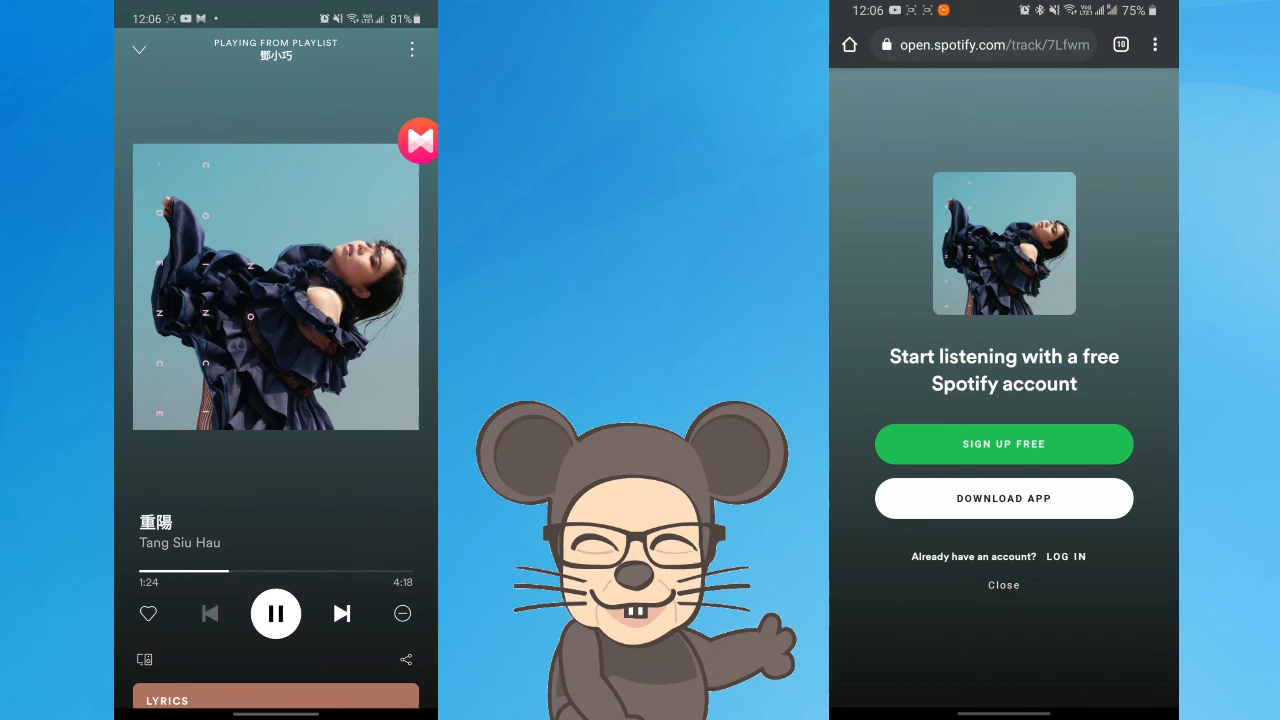 12:06
VoD
LTE1
81%
PLAYING FROM PLAYLIST
鄧小巧
重陽
Tang Siu Hau
1:24
4:18
LYRICS
12:06
75%
open.spotify.com/track/7Lfwm
10
Start listening with a free
Spotify account
SIGN UP FREE
DOWNLOAD APP
Already have an account? LOG IN
Close